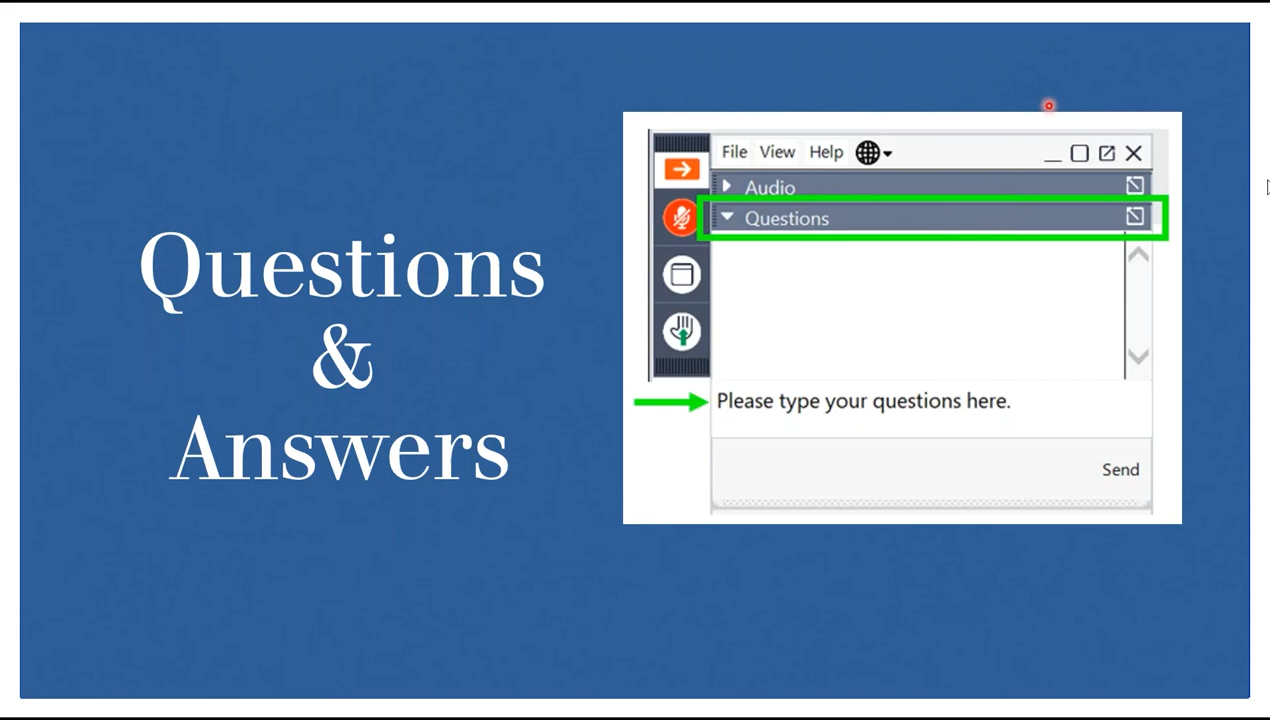 Questions
&
Answers
File View Help
Audio
Questions
Please type your questions here.
Send